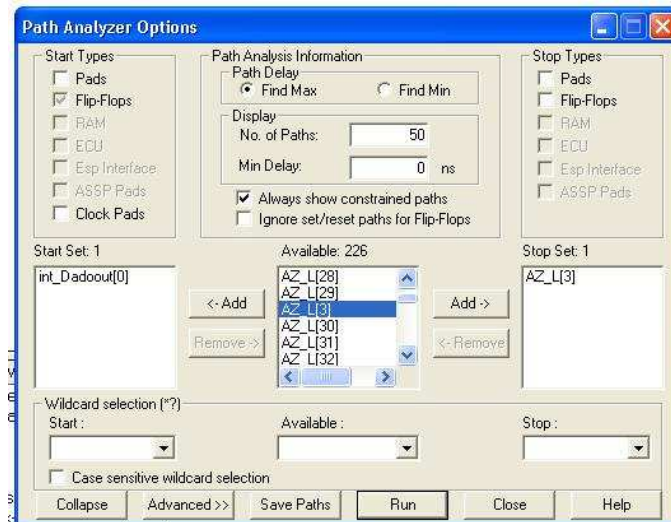 Path Analyzer Options
Start Types
Pads
Flip-Flops
RAM
ECU
Esp Interface
ASSP Pads
Clock Pads
Path Analysis Information
Path Delay
Find Max
Find Min
Display
No. of Paths: 50
Min Delay: 0 ns
Always show constrained paths
Ignore set/reset paths for Flip-Flops
Stop Types
Pads
Flip-Flops
RAM
ECU
Esp Interface
ASSP Pads
Start Set: 1
int_Dadoout[0]
<- Add
Remove ->
Available: 226
AZ_L[28]
AZ_L[29]
AZ_L[3]
AZ_L[30]
AZ_L[31]
AZ_L[32]
Add ->
<- Remove
Stop Set: 1
AZ_L[3]
Wildcard selection (*?)
Start :
Available :
Stop :
Case sensitive wildcard selection
Collapse
Advanced >>
Save Paths
Run
Close
Help